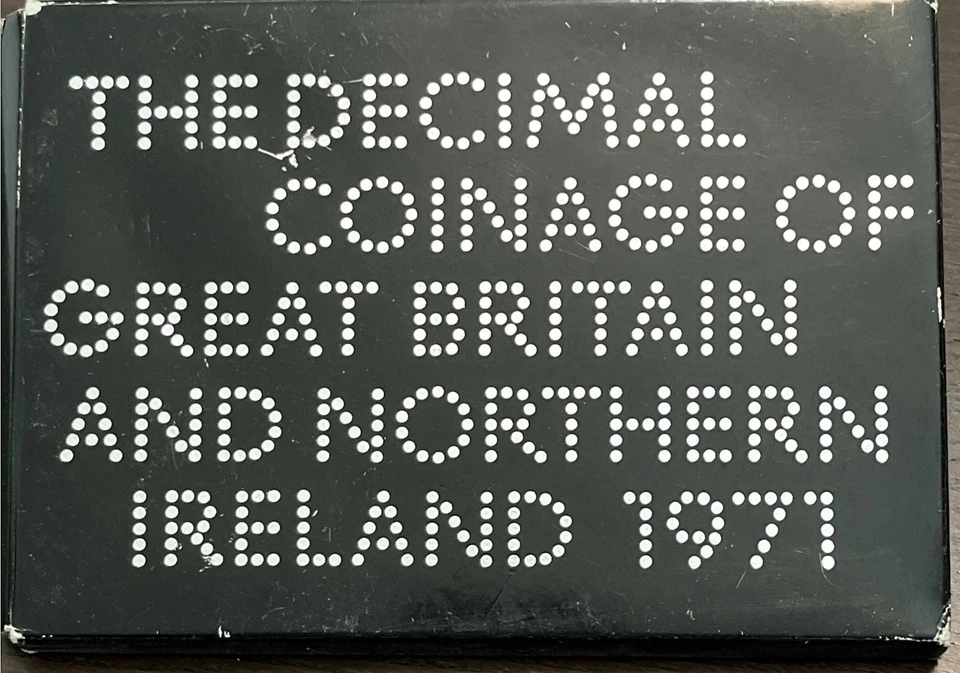 THE DECIMAL
COINAGE OF
GREAT BRITAIN
AND NORTHERN
IRELAND 1971